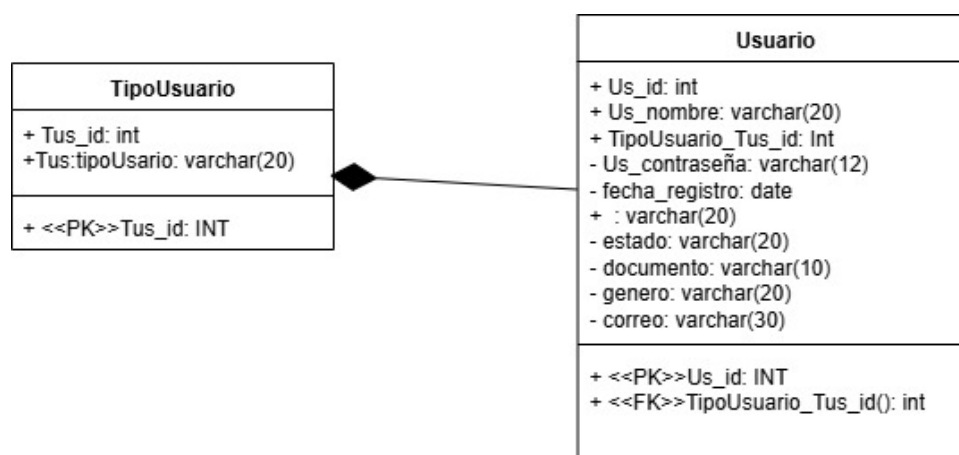 TipoUsuario
+ Tus_id: int
+Tus:tipoUsario: varchar(20)
+ <<PK>>Tus_id: INT
Usuario
+ Us_id: int
+ Us_nombre: varchar(20)
+ TipoUsuario_Tus_id: Int
- Us_contraseña: varchar(12)
- fecha_registro: date
+  : varchar(20)
- estado: varchar(20)
- documento: varchar(10)
- genero: varchar(20)
- correo: varchar(30)
+ <<PK>>Us_id: INT
+ <<FK>>TipoUsuario_Tus_id(): int